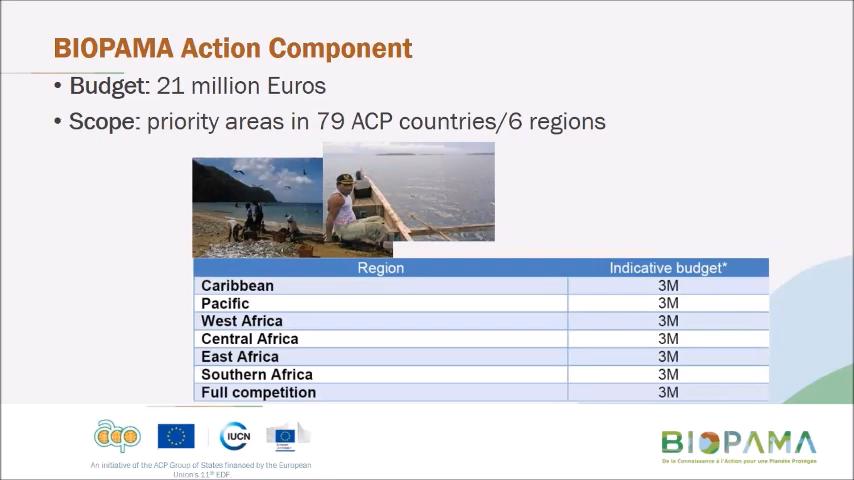 BIOPAMA Action Component
• Budget: 21 million Euros
• Scope: priority areas in 79 ACP countries/6 regions
Region Indicative budget*
Caribbean 3M
Pacific 3M
West Africa 3M
Central Africa 3M
East Africa 3M
Southern Africa 3M
Full competition 3M
acp
IUCN
BIOPAMA
De la Connaissance à l'Action pour une Planète Protégée
An initiative of the ACP Group of States financed by the European
Union's 11th EDF.